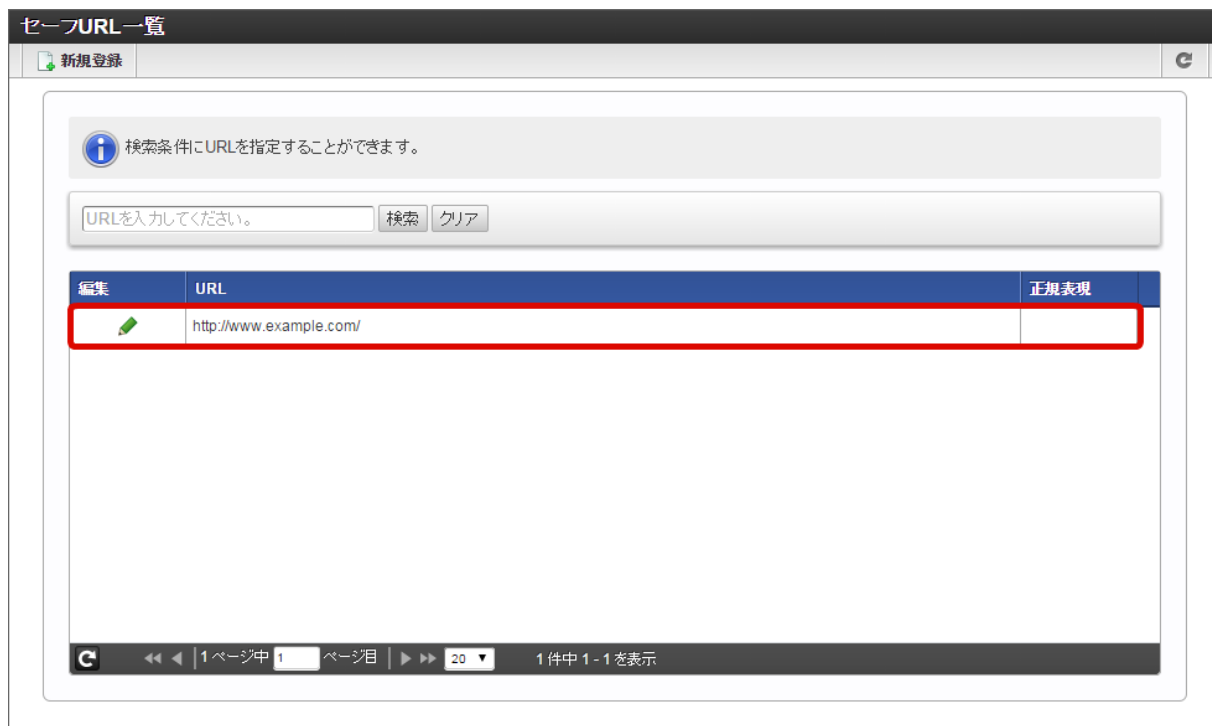 セーフURL一覧
新規登録
検索条件にURLを指定することができます。
URLを入力してください。 検索 クリア
編集 URL 正規表現
http://www.example.com/
1 ページ中 1 ページ目 20 1 件中 1 - 1 を表示